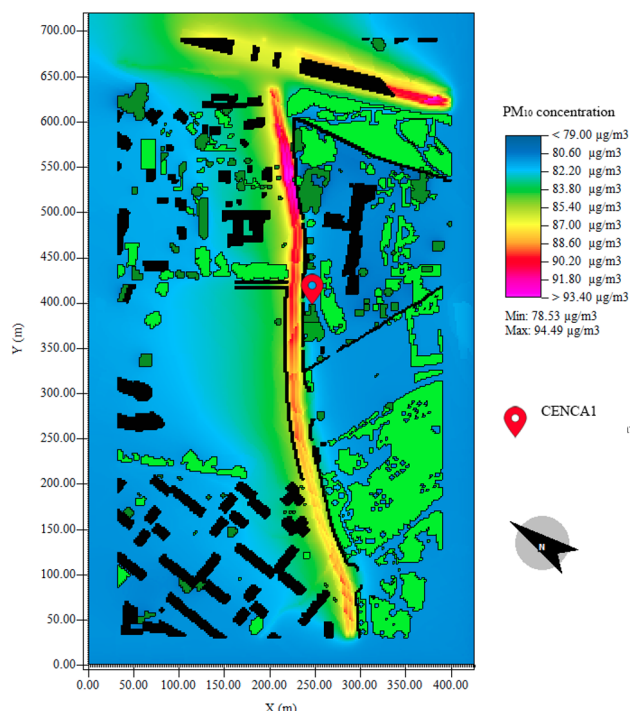 700.00
650.00
600.00
550.00
500.00
450.00
400.00
350.00
300.00
250.00
200.00
150.00
100.00
50.00
0.00
Y (m)
0.00 50.00 100.00 150.00 200.00 250.00 300.00 350.00 400.00
X (m)
PM10 concentration
< 79.00 µg/m3
80.60 µg/m3
82.20 µg/m3
83.80 µg/m3
85.40 µg/m3
87.00 µg/m3
88.60 µg/m3
90.20 µg/m3
91.80 µg/m3
> 93.40 µg/m3
Min: 78.53 µg/m3
Max: 94.49 µg/m3
CENCA1
N